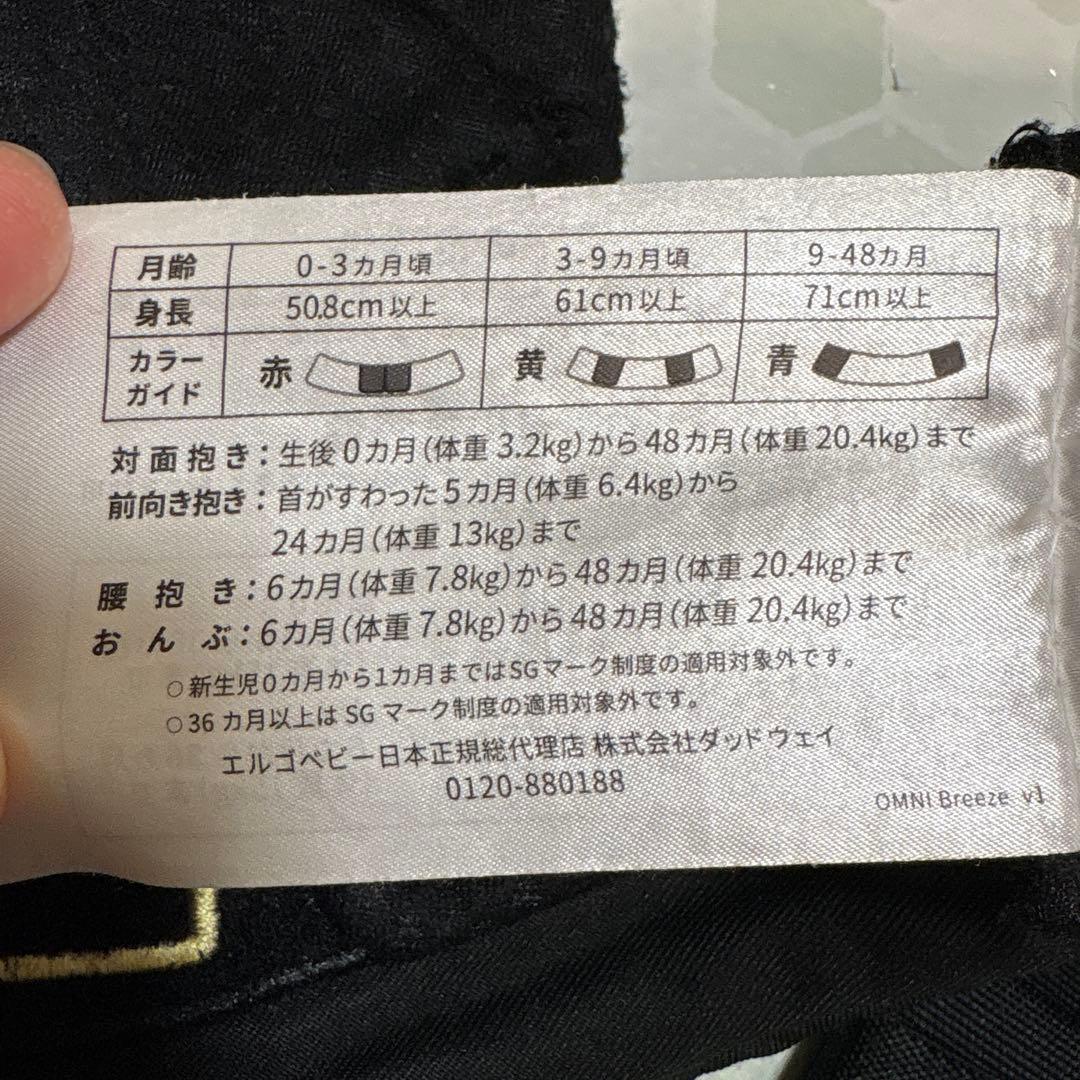 月齢 0-3カ月頃 3-9カ月頃 9-48カ月
身長 50.8cm以上 61cm以上 71cm以上
カラーガイド 赤 黄 青
対面抱き：生後0カ月(体重3.2kg)から48カ月(体重20.4kg)まで
前向き抱き：首がすわった5カ月(体重6.4kg)から
24カ月(体重13kg)まで
腰抱き：6カ月(体重7.8kg)から48カ月(体重20.4kg)まで
おんぶ：6カ月(体重7.8kg)から48カ月(体重20.4kg)まで
○新生児0カ月から1カ月まではSGマーク制度の適用対象外です。
○36カ月以上はSGマーク制度の適用対象外です。
エルゴベビー日本正規総代理店 株式会社ダッドウェイ
0120-880188
OMNI Breeze v1